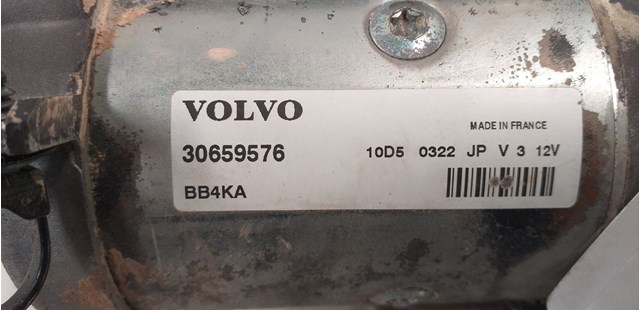 VOLVO
MADE IN FRANCE
30659576 10D5 0322 JP V 3 12V
BB4KA